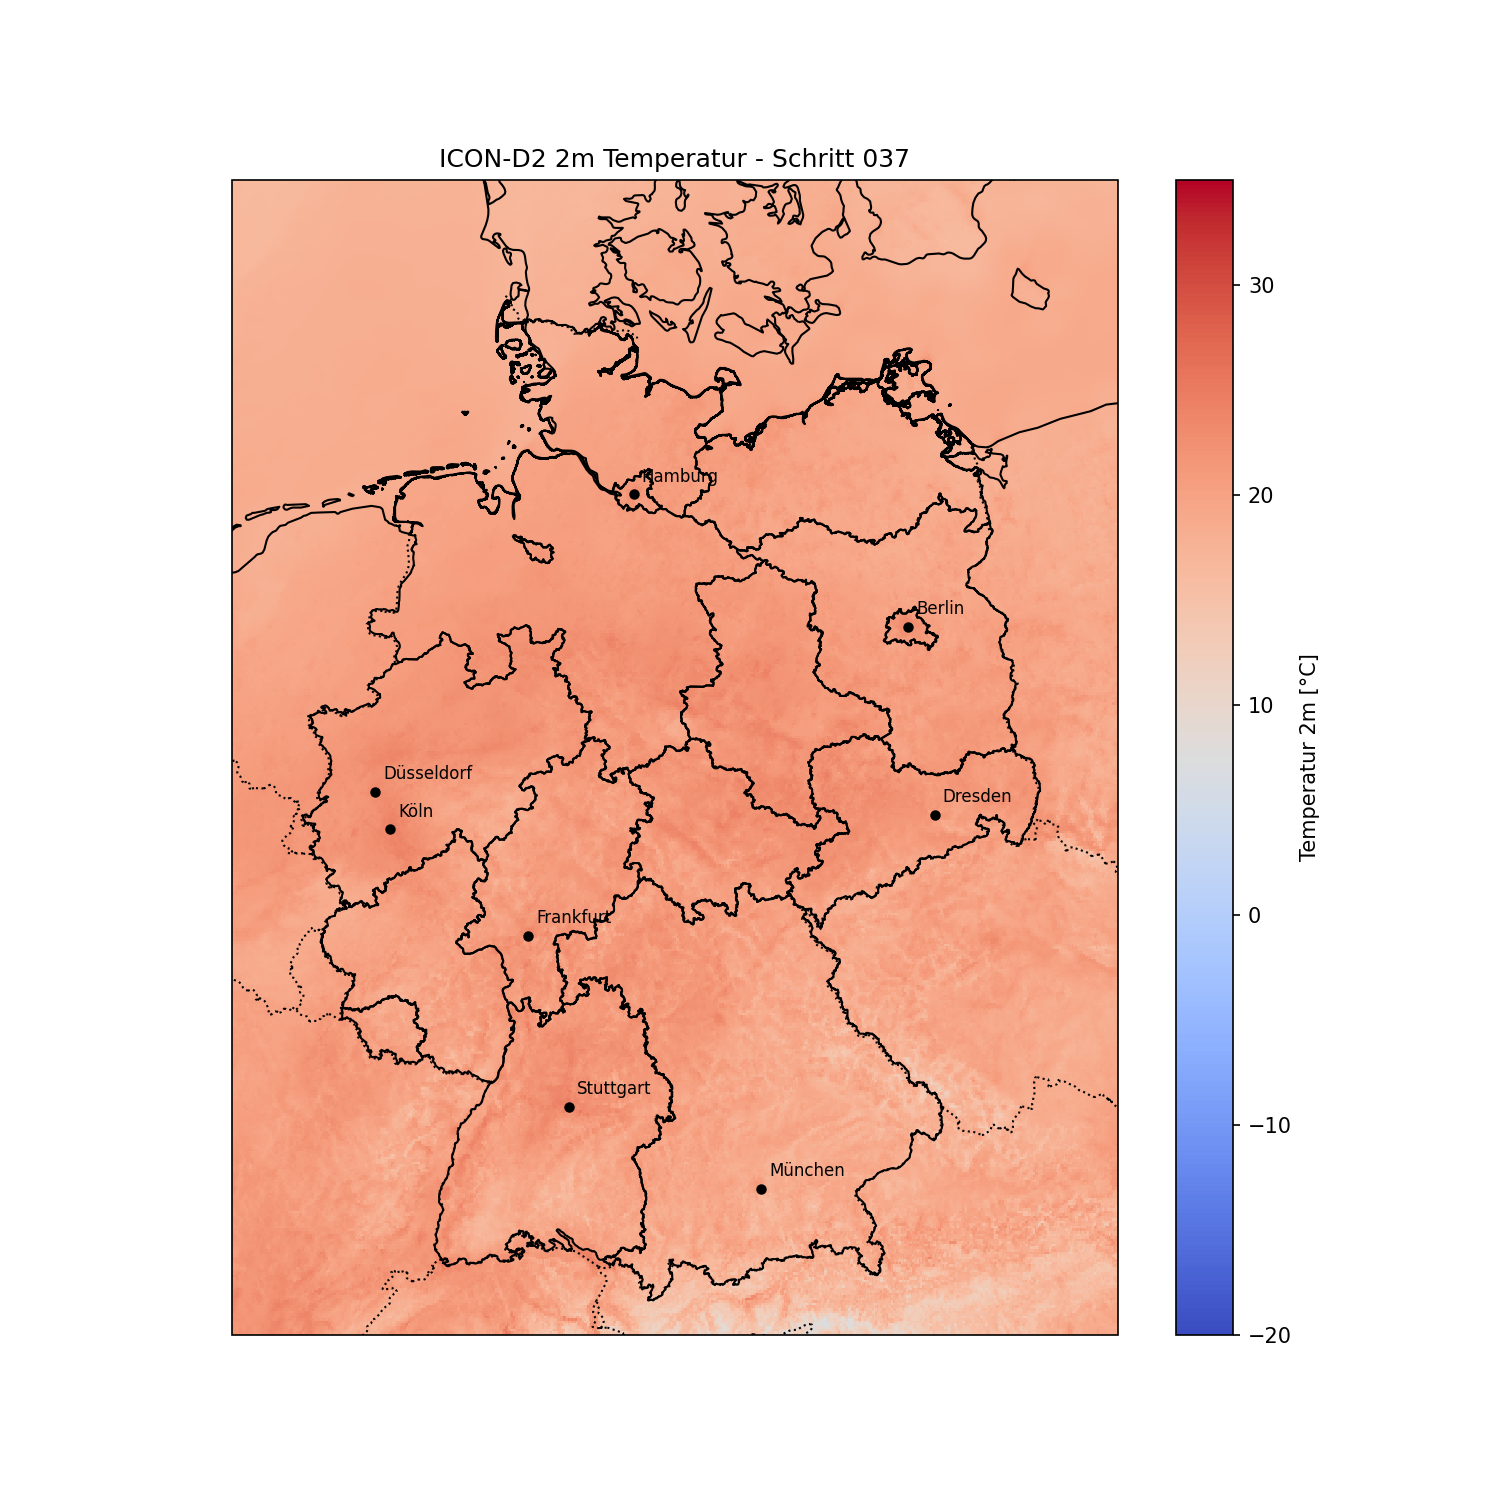 ICON-D2 2m Temperatur - Schritt 037
Hamburg
Berlin
Düsseldorf
Köln
Dresden
Frankfurt
Stuttgart
München
30
20
10
0
−10
−20
Temperatur 2m [°C]